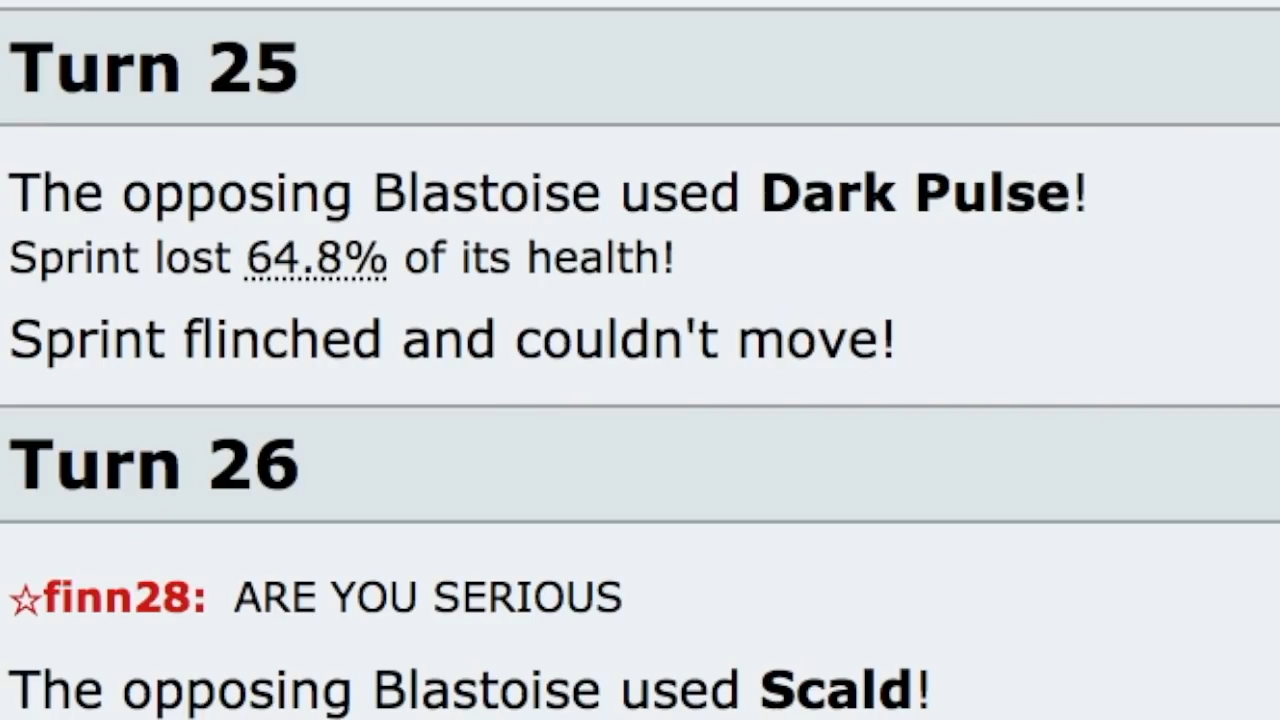 Turn 25
The opposing Blastoise used Dark Pulse!
Sprint lost 64.8% of its health!
Sprint flinched and couldn't move!
Turn 26
☆finn28: ARE YOU SERIOUS
The opposing Blastoise used Scald!